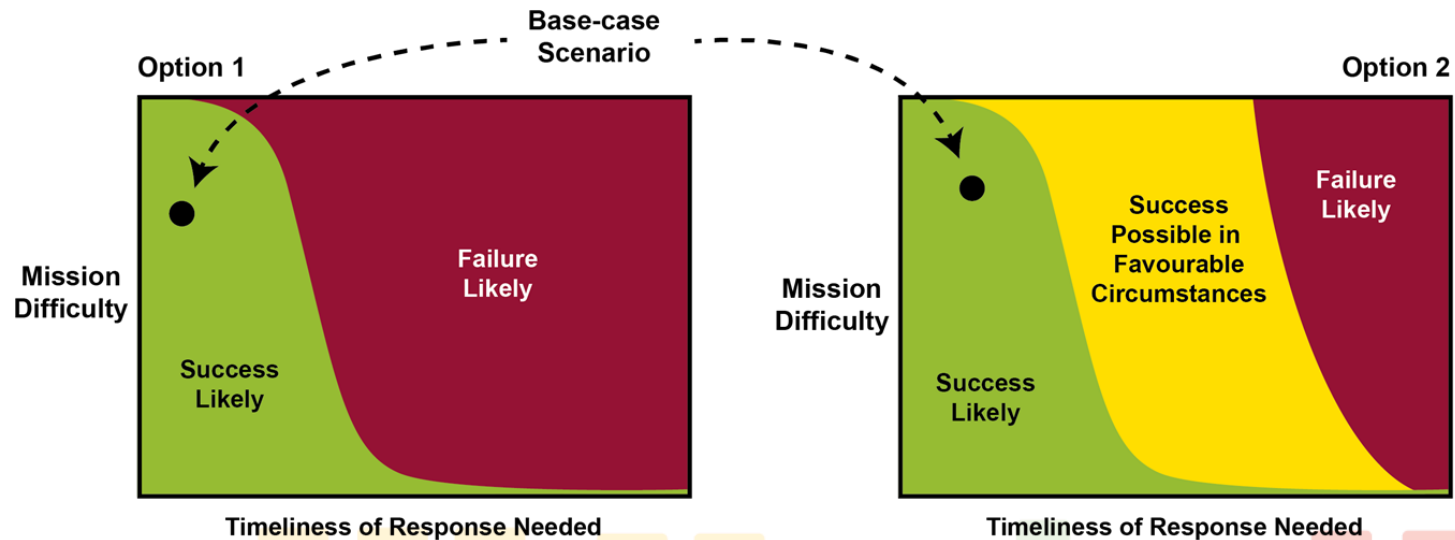 Base-case
Scenario
Option 1
Option 2
Mission
Difficulty
Success
Likely
Failure
Likely
Timeliness of Response Needed
Mission
Difficulty
Success
Likely
Success
Possible in
Favourable
Circumstances
Failure
Likely
Timeliness of Response Needed